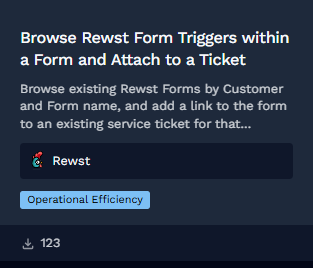 Browse Rewst Form Triggers within
a Form and Attach to a Ticket
Browse existing Rewst Forms by Customer
and Form name, and add a link to the form
to an existing service ticket for that...
Rewst
Operational Efficiency
123